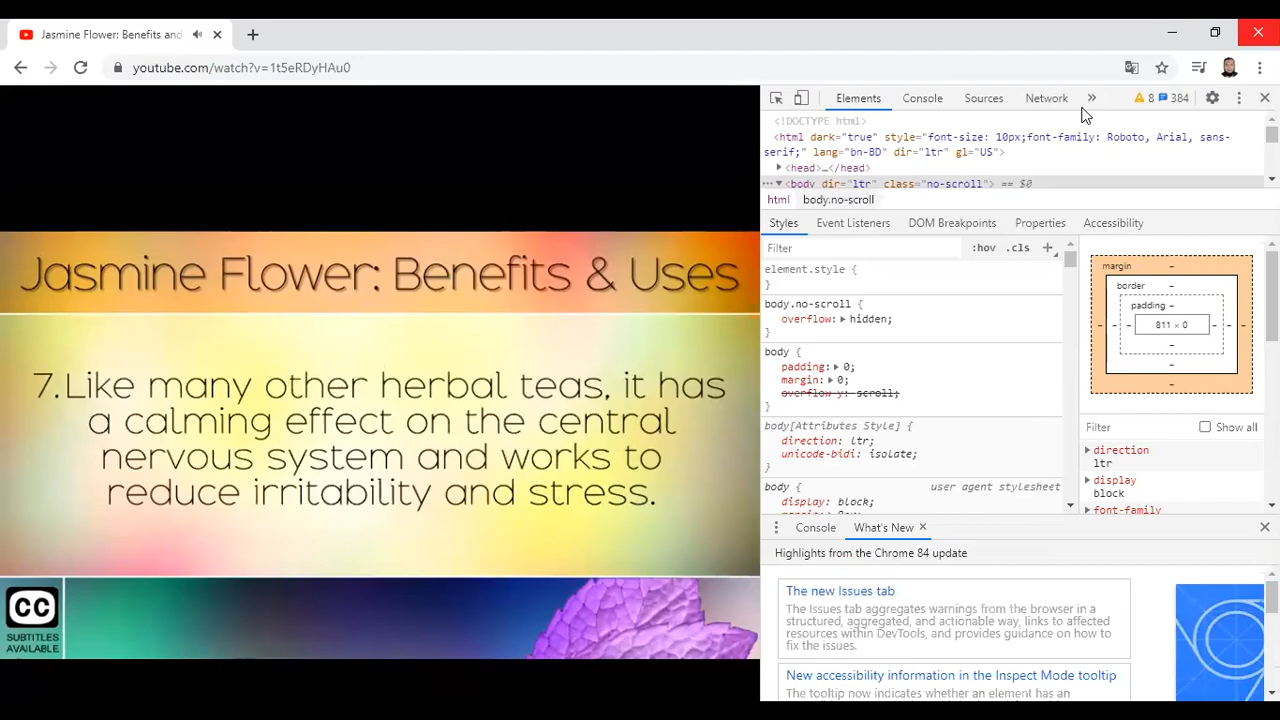 Jasmine Flower: Benefits and
youtube.com/watch?v=1t5eRDyHAu0
Elements Console Sources Network » 8 384
<!DOCTYPE html>
<html dark="true" style="font-size: 10px;font-family: Roboto, Arial, sans-
serif;" lang="bn-BD" dir="ltr" gl="US">
<head>…</head>
<body dir="ltr" class="no-scroll"> == $0
html body.no-scroll
Styles Event Listeners DOM Breakpoints Properties Accessibility
Filter :hov .cls +
element.style {
}
body.no-scroll {
overflow: hidden;
}
body {
padding: 0;
margin: 0;
overflow-y: scroll;
}
body[Attributes Style] {
direction: ltr;
unicode-bidi: isolate;
}
body { user agent stylesheet
display: block;
margin -
border -
padding -
- - - 811 × 0 - - -
-
-
-
Filter Show all
direction
ltr
display
block
font-family
Console What's New
Highlights from the Chrome 84 update
The new Issues tab
The Issues tab aggregates warnings from the browser in a
structured, aggregated, and actionable way, links to affected
resources within DevTools, and provides guidance on how to
fix the issues.
New accessibility information in the Inspect Mode tooltip
The tooltip now indicates whether an element has an
Jasmine Flower: Benefits & Uses
7.Like many other herbal teas, it has
a calming effect on the central
nervous system and works to
reduce irritability and stress.
CC
SUBTITLES
AVAILABLE